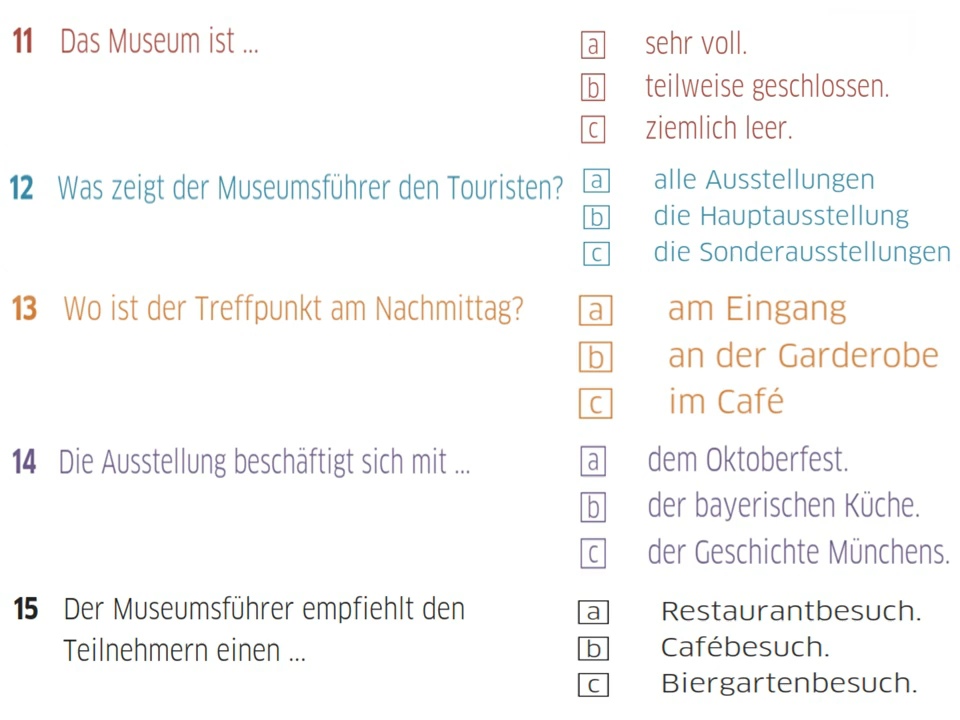 11 Das Museum ist ...
a sehr voll.
b teilweise geschlossen.
c ziemlich leer.
12 Was zeigt der Museumsführer den Touristen?
a alle Ausstellungen
b die Hauptausstellung
c die Sonderausstellungen
13 Wo ist der Treffpunkt am Nachmittag?
a am Eingang
b an der Garderobe
c im Café
14 Die Ausstellung beschäftigt sich mit ...
a dem Oktoberfest.
b der bayerischen Küche.
c der Geschichte Münchens.
15 Der Museumsführer empfiehlt den
Teilnehmern einen ...
a Restaurantbesuch.
b Cafébesuch.
c Biergartenbesuch.